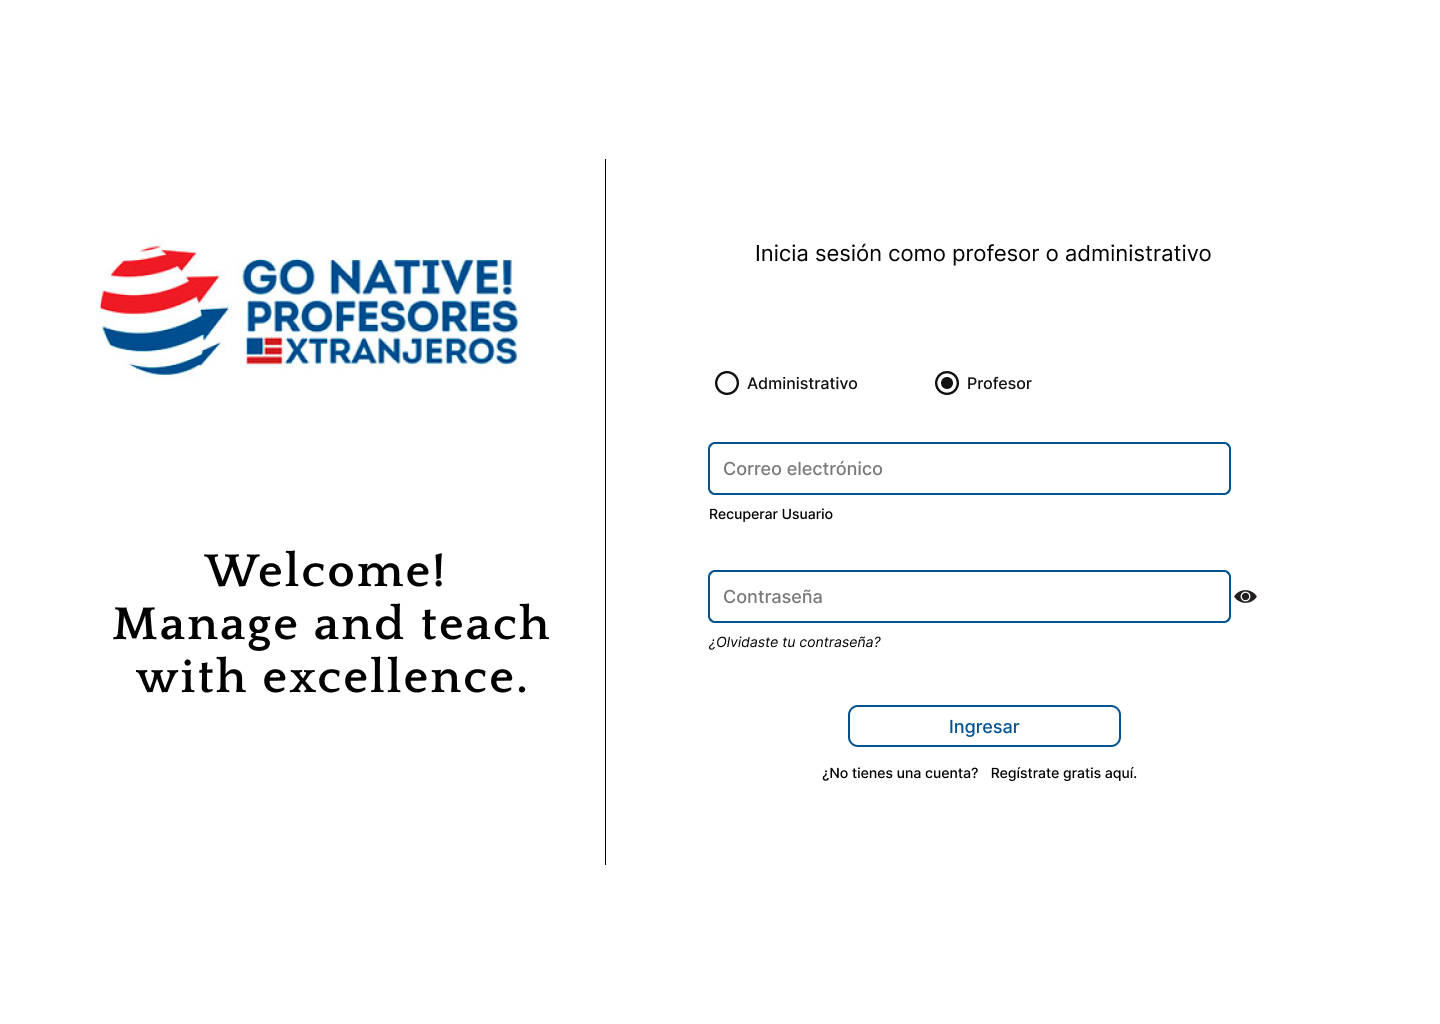 GO NATIVE!
PROFESORES
EXTRANJEROS
Welcome!
Manage and teach
with excellence.
Inicia sesión como profesor o administrativo
Administrativo Profesor
Correo electrónico
Recuperar Usuario
Contraseña
¿Olvidaste tu contraseña?
Ingresar
¿No tienes una cuenta? Regístrate gratis aquí.